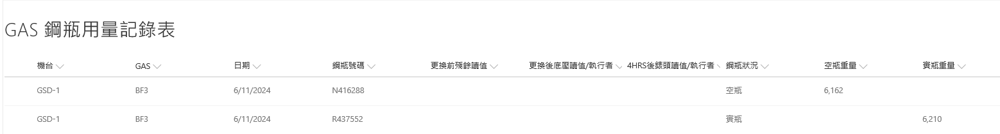 GAS 鋼瓶用量記錄表
機台 GAS 日期 鋼瓶號碼 更換前殘餘讀值 更換後底壓讀值/執行者 4HRS後錶頭讀值/執行者 鋼瓶狀況 空瓶重量 實瓶重量
GSD-1 BF3 6/11/2024 N416288 空瓶 6,162
GSD-1 BF3 6/11/2024 R437552 實瓶 6,210